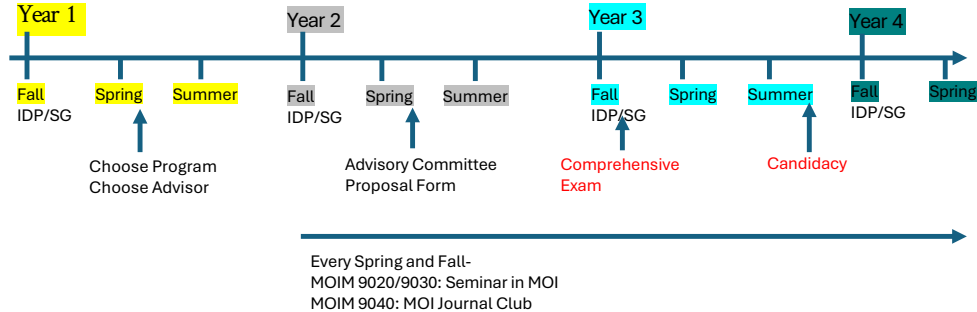 Year 1
Year 2
Year 3
Year 4
Fall
Spring
Summer
Fall
Spring
Summer
Fall
Spring
Summer
Fall
Spring
IDP/SG
IDP/SG
IDP/SG
IDP/SG
Choose Program
Choose Advisor
Advisory Committee
Proposal Form
Comprehensive
Exam
Candidacy
Every Spring and Fall-
MOIM 9020/9030: Seminar in MOI
MOIM 9040: MOI Journal Club